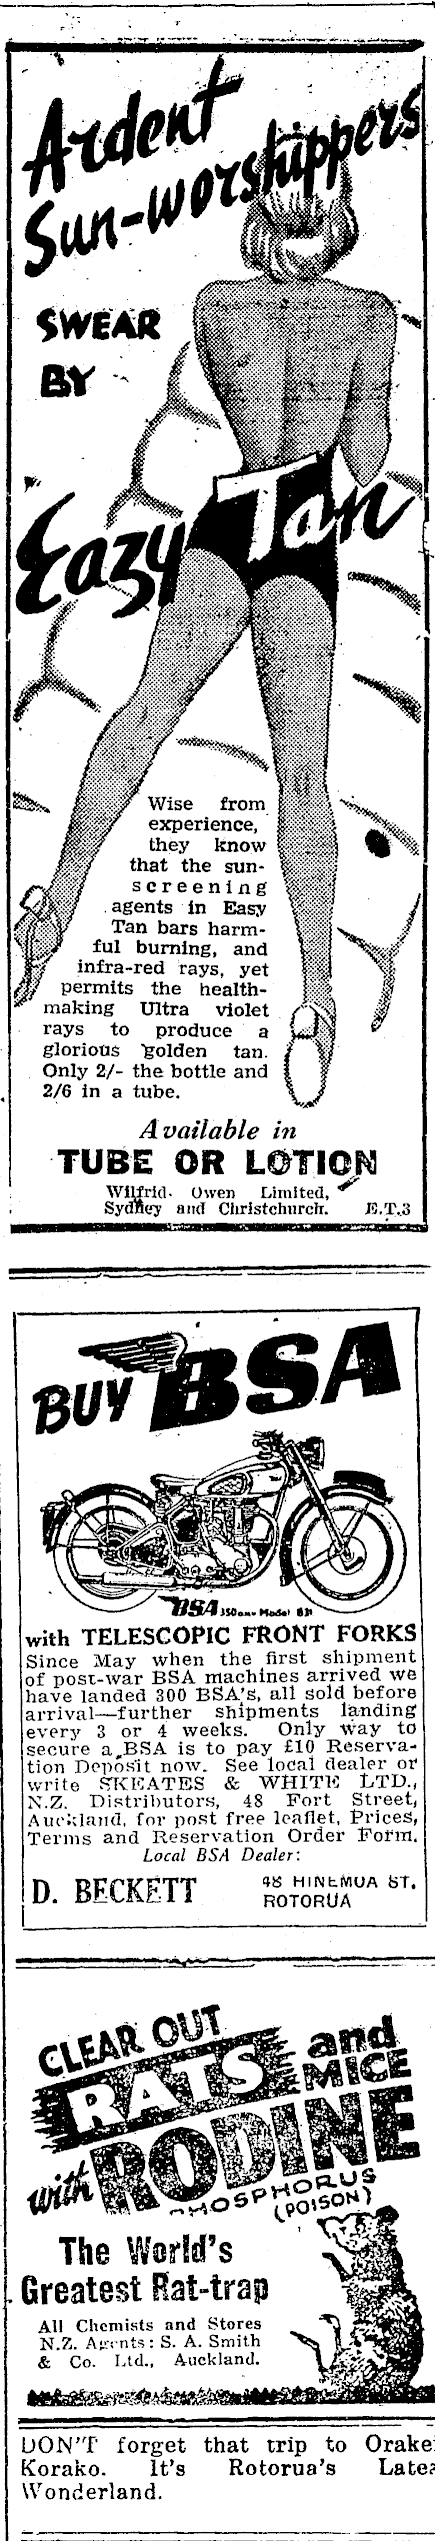 Ardent
Sun-worshippers
SWEAR
BY
Eazy Tan
Wise from
experience,
they know
that the sun-
screening
agents in Easy
Tan bars harm-
ful burning, and
infra-red rays, yet
permits the health-
making Ultra violet
rays to produce a
glorious golden tan.
Only 2/- the bottle and
2/6 in a tube.
Available in
TUBE OR LOTION
Wilfrid Owen Limited,
Sydney and Christchurch. E.T.3
BUY BSA
BSA 350 c.c. Model B31
with TELESCOPIC FRONT FORKS
Since May when the first shipment
of post-war BSA machines arrived we
have landed 300 BSA's, all sold before
arrival—further shipments landing
every 3 or 4 weeks. Only way to
secure a BSA is to pay £10 Reserva-
tion Deposit now. See local dealer or
write SKEATES & WHITE LTD.,
N.Z. Distributors, 48 Fort Street,
Auckland, for post free leaflet, Prices,
Terms and Reservation Order Form.
Local BSA Dealer:
D. BECKETT 48 HINEMUA ST.
ROTORUA
CLEAR OUT
RATS and
MICE
with RODINE
PHOSPHORUS
(POISON)
The World's
Greatest Rat-trap
All Chemists and Stores
N.Z. Agents: S. A. Smith
& Co. Ltd., Auckland.
DON'T forget that trip to Orakei
Korako. It's Rotorua's Late
Wonderland.